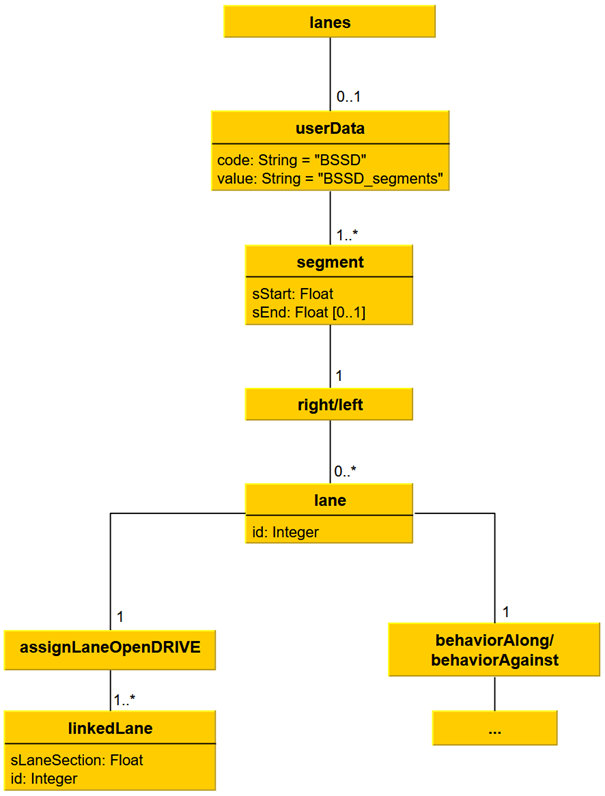 lanes
0..1
userData
code: String = "BSSD"
value: String = "BSSD_segments"
1..*
segment
sStart: Float
sEnd: Float [0..1]
1
right/left
0..*
lane
id: Integer
1
1
assignLaneOpenDRIVE
behaviorAlong/
behaviorAgainst
1..*
linkedLane
sLaneSection: Float
id: Integer
...